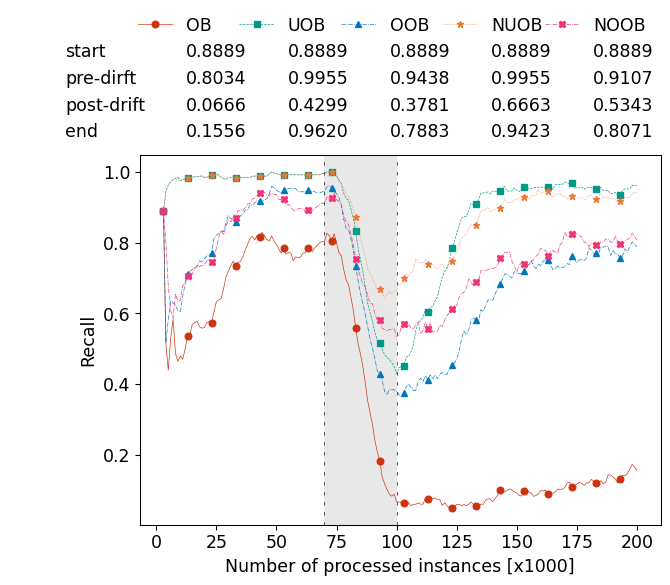 OB UOB OOB NUOB NOOB
start 0.8889 0.8889 0.8889 0.8889 0.8889
pre-dirft 0.8034 0.9955 0.9438 0.9955 0.9107
post-drift 0.0666 0.4299 0.3781 0.6663 0.5343
end 0.1556 0.9620 0.7883 0.9423 0.8071
1.0
0.8
0.6
0.4
0.2
Recall
0 25 50 75 100 125 150 175 200
Number of processed instances [x1000]